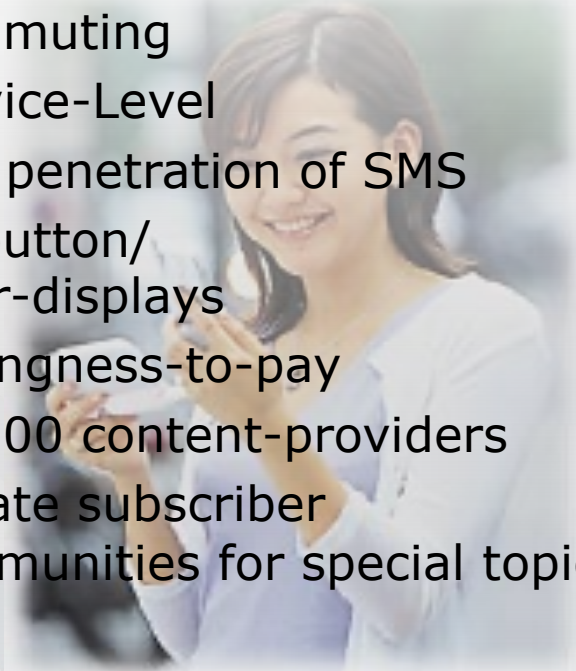 muting
ice-Level
penetration of SMS
utton/
r-displays
ngness-to-pay
00 content-providers
ate subscriber
munities for special topi